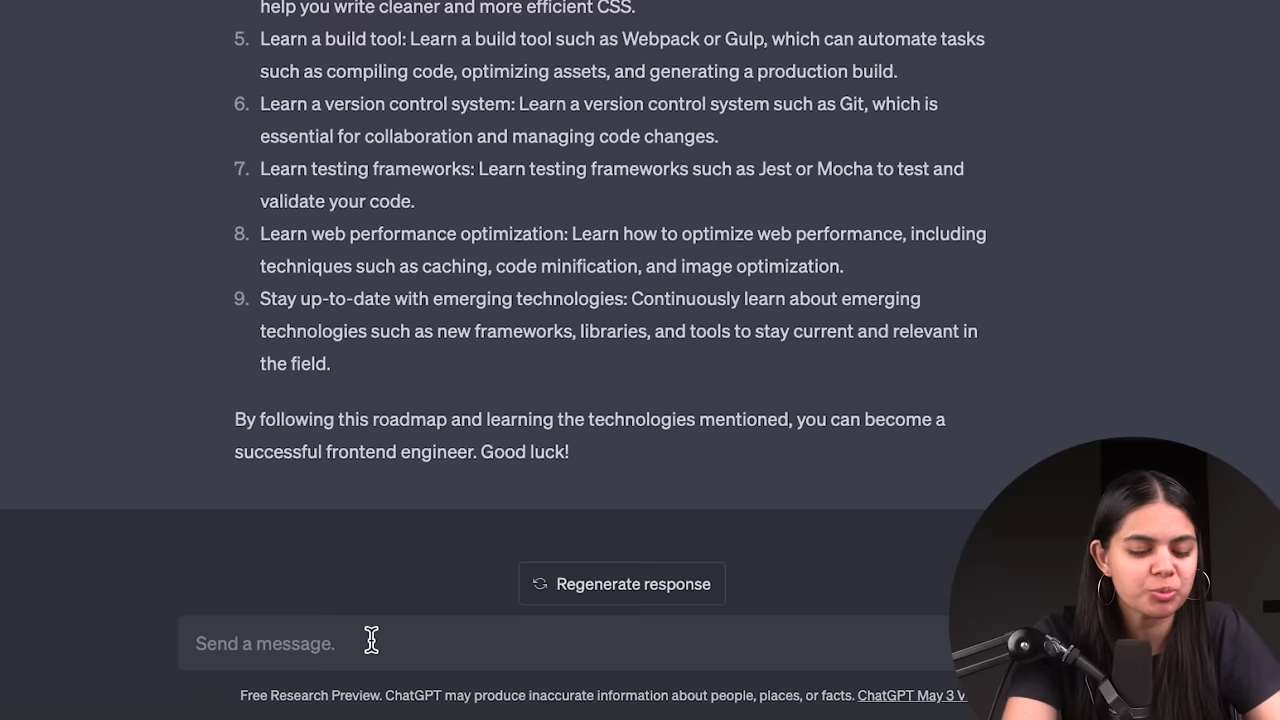 help you write cleaner and more efficient CSS.
5. Learn a build tool: Learn a build tool such as Webpack or Gulp, which can automate tasks
such as compiling code, optimizing assets, and generating a production build.
6. Learn a version control system: Learn a version control system such as Git, which is
essential for collaboration and managing code changes.
7. Learn testing frameworks: Learn testing frameworks such as Jest or Mocha to test and
validate your code.
8. Learn web performance optimization: Learn how to optimize web performance, including
techniques such as caching, code minification, and image optimization.
9. Stay up-to-date with emerging technologies: Continuously learn about emerging
technologies such as new frameworks, libraries, and tools to stay current and relevant in
the field.
By following this roadmap and learning the technologies mentioned, you can become a
successful frontend engineer. Good luck!
Regenerate response
Send a message.
Free Research Preview. ChatGPT may produce inaccurate information about people, places, or facts. ChatGPT May 3 V